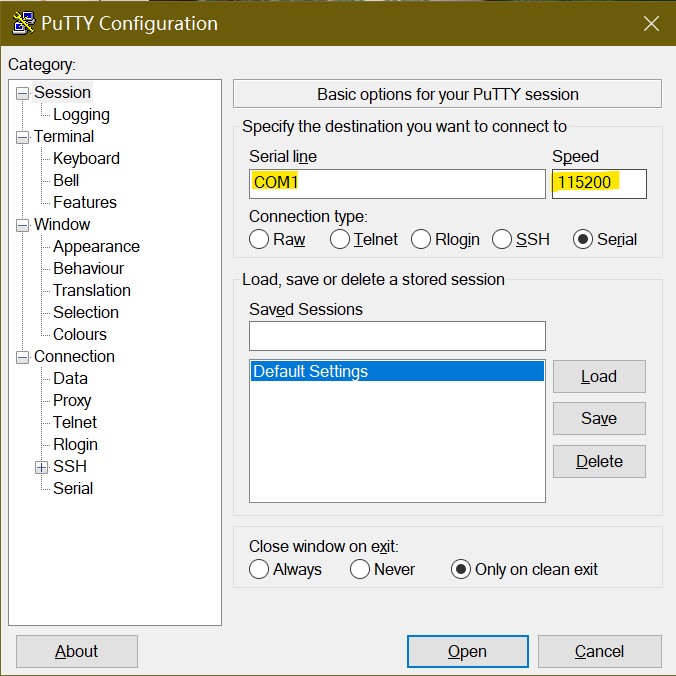 PuTTY Configuration
Category:
Session
Logging
Terminal
Keyboard
Bell
Features
Window
Appearance
Behaviour
Translation
Selection
Colours
Connection
Data
Proxy
Telnet
Rlogin
SSH
Serial
Basic options for your PuTTY session
Specify the destination you want to connect to
Serial line Speed
COM1 115200
Connection type:
Raw Telnet Rlogin SSH Serial
Load, save or delete a stored session
Saved Sessions
Default Settings
Load
Save
Delete
Close window on exit:
Always Never Only on clean exit
About Open Cancel